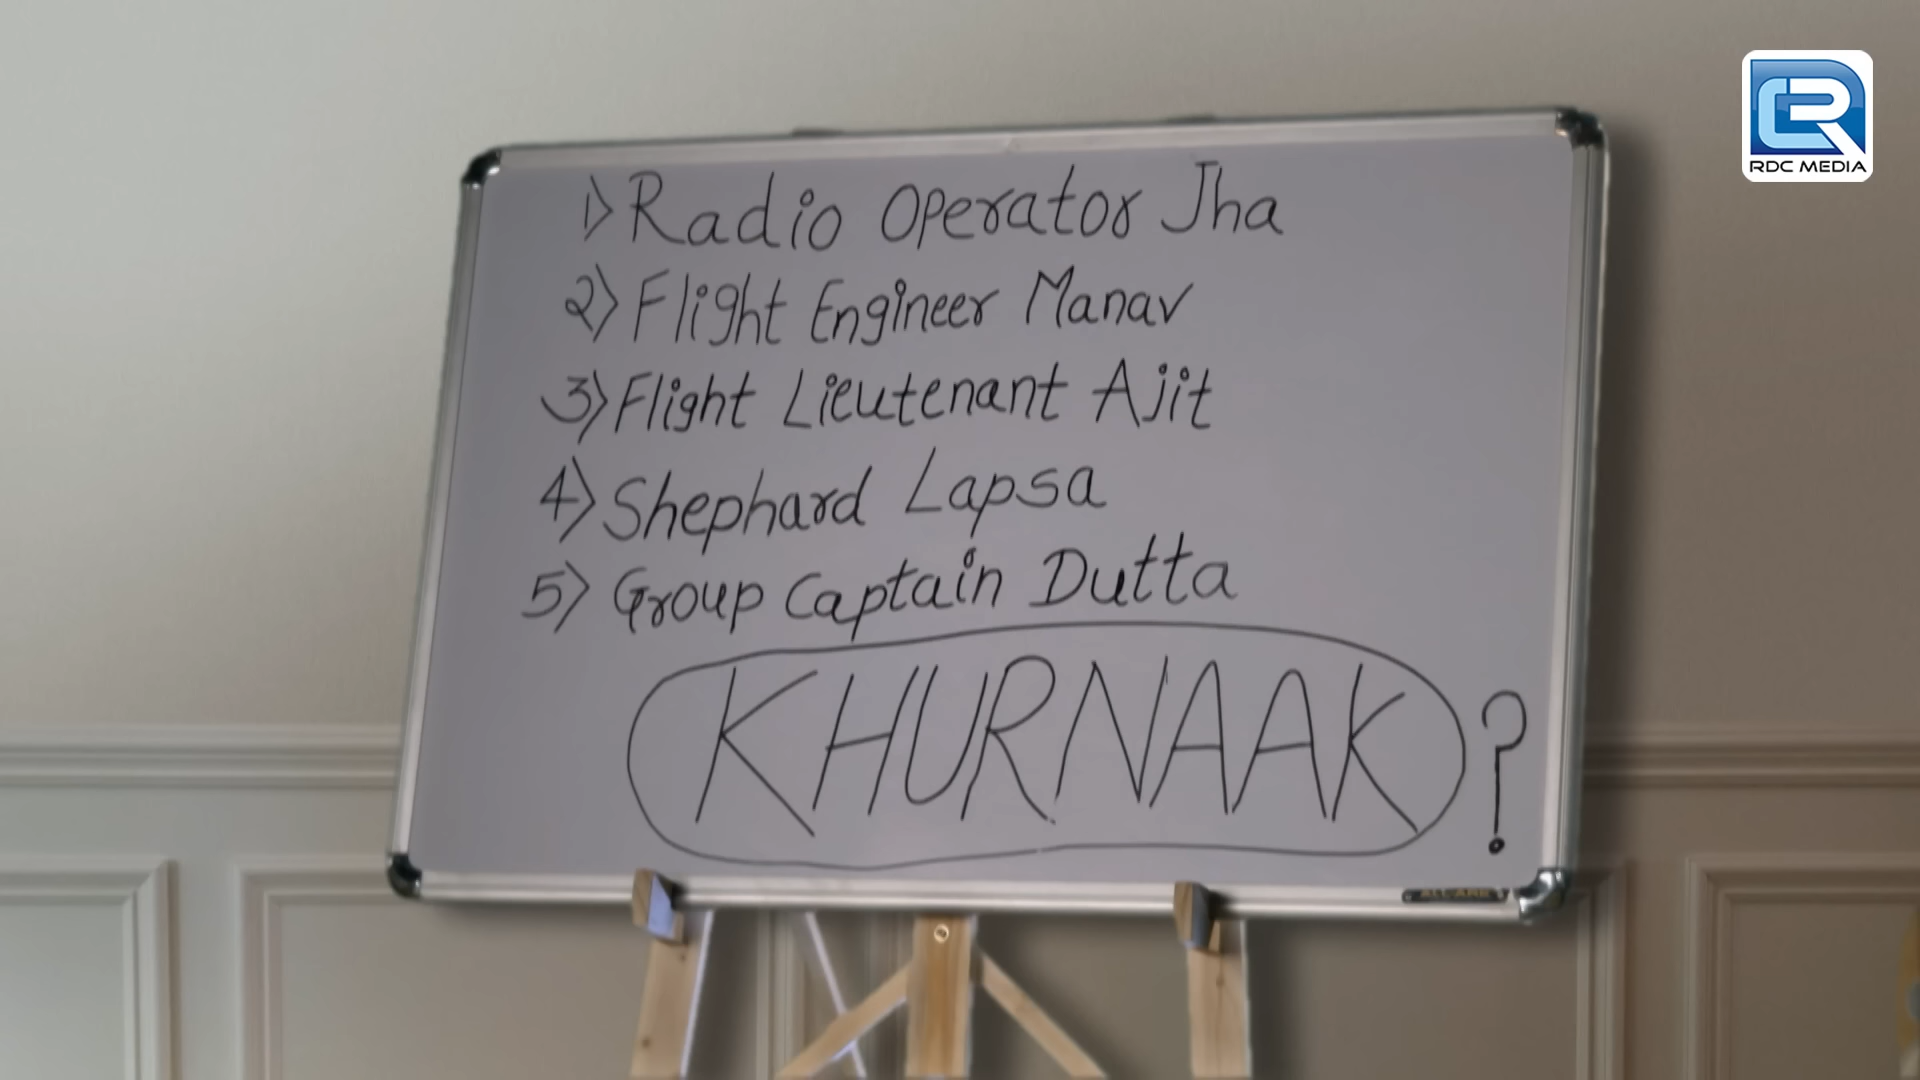 RDC MEDIA
1) Radio Operator Jha
2) Flight Engineer Manav
3) Flight Lieutenant Ajit
4) Shephard Lapsa
5) Group Captain Dutta
KHURNAAK ?